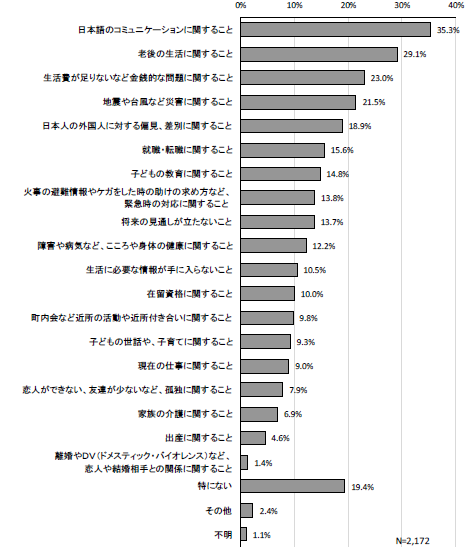 0% 10% 20% 30% 40%
日本語のコミュニケーションに関すること 35.3%
老後の生活に関すること 29.1%
生活費が足りないなど金銭的な問題に関すること 23.0%
地震や台風など災害に関すること 21.5%
日本人の外国人に対する偏見、差別に関すること 18.9%
就職・転職に関すること 15.6%
子どもの教育に関すること 14.8%
火事の避難情報やケガをした時の助けの求め方など、
緊急時の対応に関すること 13.8%
将来の見通しが立たないこと 13.7%
障害や病気など、こころや身体の健康に関すること 12.2%
生活に必要な情報が手に入らないこと 10.5%
在留資格に関すること 10.0%
町内会など近所の活動や近所付き合いに関すること 9.8%
子どもの世話や、子育てに関すること 9.3%
現在の仕事に関すること 9.0%
恋人ができない、友達が少ないなど、孤独に関すること 7.9%
家族の介護に関すること 6.9%
出産に関すること 4.6%
離婚やDV(ドメスティック・バイオレンス)など、
恋人や結婚相手との関係に関すること 1.4%
特にない 19.4%
その他 2.4%
不明 1.1%
N=2,172